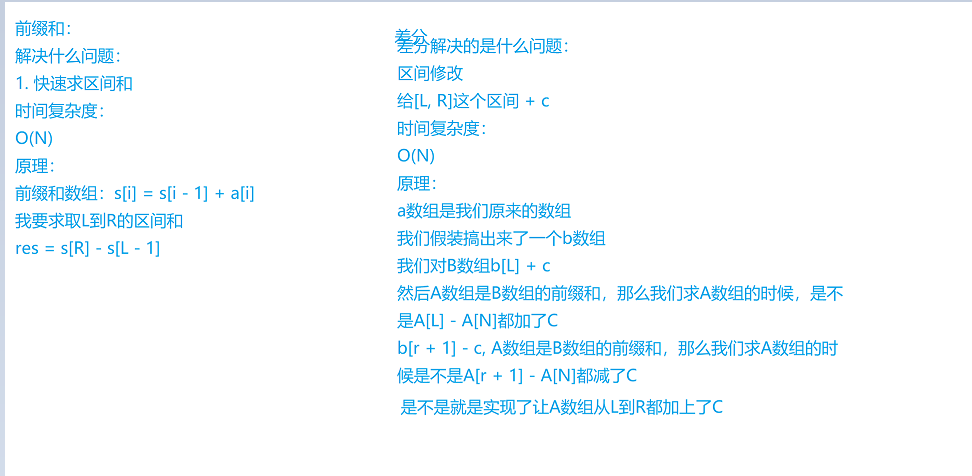 前缀和：
解决什么问题：
1. 快速求区间和
时间复杂度：
O(N)
原理：
前缀和数组：s[i] = s[i - 1] + a[i]
我要求取L到R的区间和
res = s[R] - s[L - 1]
差分
差分解决的是什么问题：
区间修改
给[L, R]这个区间 + c
时间复杂度：
O(N)
原理：
a数组是我们原来的数组
我们假装搞出来了一个b数组
我们对B数组b[L] + c
然后A数组是B数组的前缀和，那么我们求A数组的时候，是不
是A[L] - A[N]都加了C
b[r + 1] - c, A数组是B数组的前缀和，那么我们求A数组的时
候是不是A[r + 1] - A[N]都减了C
是不是就是实现了让A数组从L到R都加上了C